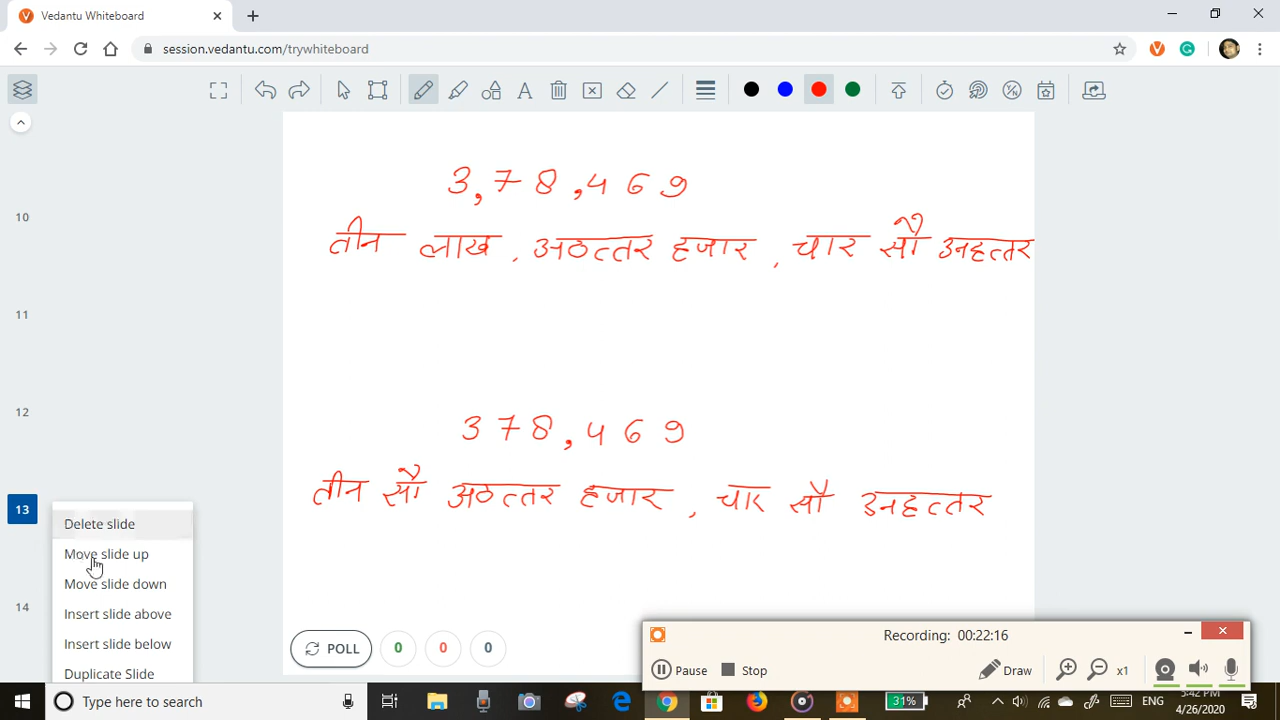 Vedantu Whiteboard
session.vedantu.com/trywhiteboard
3,78,469
तीन लाख, अठत्तर हजार, चार सौ उनहत्तर
378,469
तीन सौ अठत्तर हजार, चार सौ उनहत्तर
10
11
12
13
14
Delete slide
Move slide up
Move slide down
Insert slide above
Insert slide below
Duplicate Slide
POLL
0
0
0
Recording: 00:22:16
Pause
Stop
Draw
x1
Type here to search
31%
5:42 PM
4/26/2020